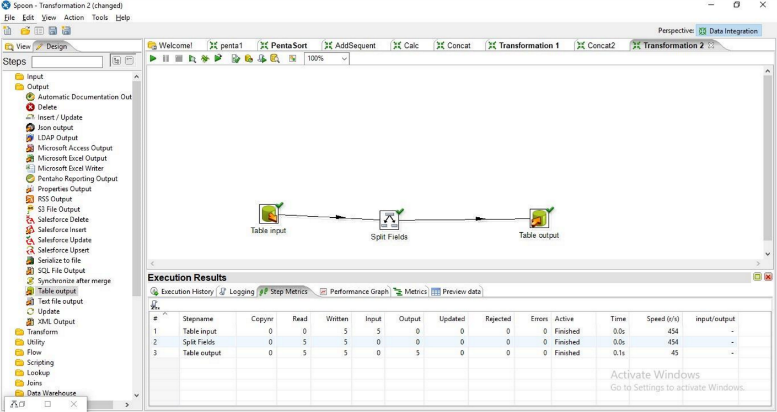 Spoon - Transformation 2 (changed)
File Edit View Action Tools Help
Perspective: Data Integration
View Design
Welcome! penta1 PentaSort AddSequent Calc Concat Transformation 1 Concat2 Transformation 2
Steps
100%
Input
Output
Automatic Documentation Out
Delete
Insert / Update
Json output
LDAP Output
Microsoft Access Output
Microsoft Excel Output
Microsoft Excel Writer
Pentaho Reporting Output
Properties Output
RSS Output
S3 File Output
Salesforce Delete
Salesforce Insert
Salesforce Update
Salesforce Upsert
Serialize to file
SQL File Output
Synchronize after merge
Table output
Text file output
Update
XML Output
Transform
Utility
Flow
Scripting
Lookup
Joins
Data Warehouse
Table input
Split Fields
Table output
Execution Results
Execution History Logging Step Metrics Performance Graph Metrics Preview data
# Stepname Copynr Read Written Input Output Updated Rejected Errors Active Time Speed (r/s) input/output
1 Table input 0 0 5 5 0 0 0 0 Finished 0.0s 454 -
2 Split Fields 0 5 5 0 0 0 0 0 Finished 0.0s 454 -
3 Table output 0 5 5 0 5 0 0 0 Finished 0.1s 45 -
Activate Windows
Go to Settings to activate Windows.